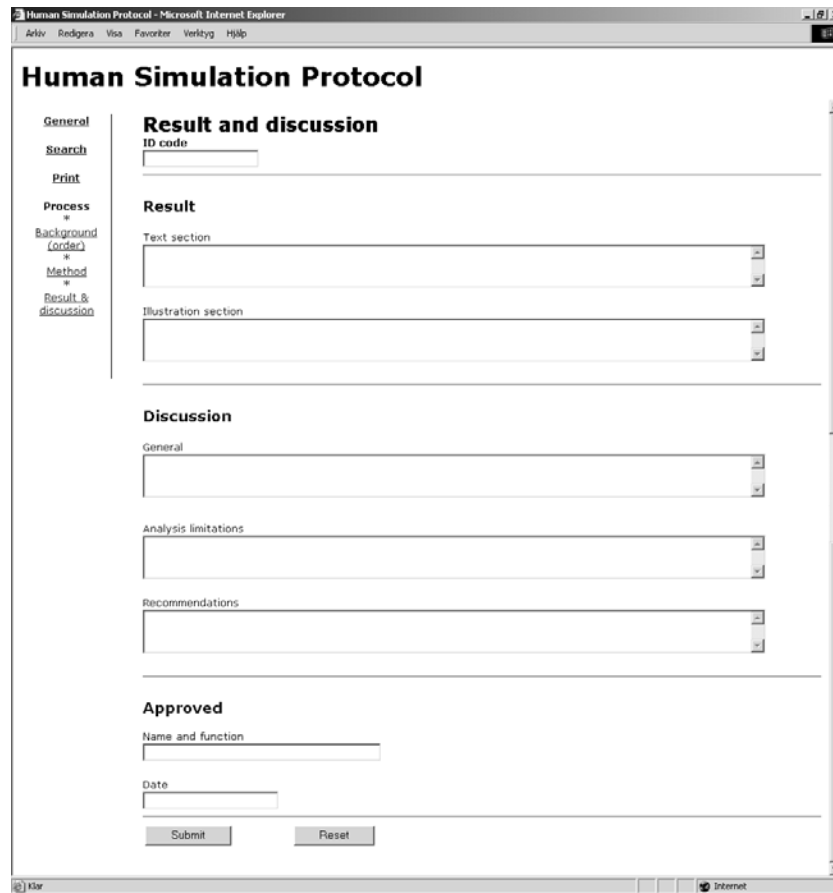 Human Simulation Protocol - Microsoft Internet Explorer
Arkiv Redigera Visa Favoriter Verktyg Hjälp
Human Simulation Protocol
General
Search
Print
Process
*
Background
(order)
*
Method
*
Result &
discussion
Result and discussion
ID code
Result
Text section
Illustration section
Discussion
General
Analysis limitations
Recommendations
Approved
Name and function
Date
Submit Reset
Klar Internet